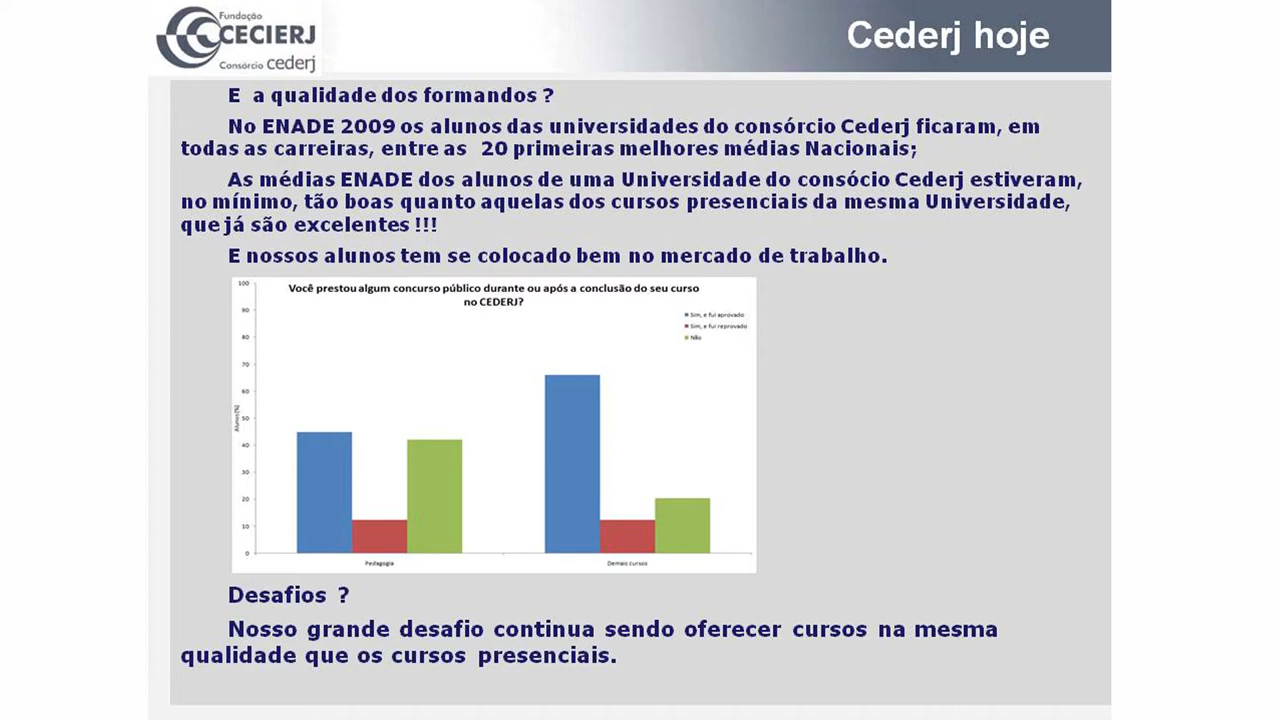 Fundação
CECIERJ
Consórcio cederj
Cederj hoje
E a qualidade dos formandos ?
No ENADE 2009 os alunos das universidades do consórcio Cederj ficaram, em
todas as carreiras, entre as 20 primeiras melhores médias Nacionais;
As médias ENADE dos alunos de uma Universidade do consócio Cederj estiveram,
no mínimo, tão boas quanto aquelas dos cursos presenciais da mesma Universidade,
que já são excelentes !!!
E nossos alunos tem se colocado bem no mercado de trabalho.
Você prestou algum concurso público durante ou após a conclusão do seu curso
no CEDERJ?
Sim, e fui aprovado
Sim, e fui reprovado
Não
100
90
80
70
60
50
40
30
20
10
0
Alunos(%)
Pedagogia
Demais cursos
Desafios ?
Nosso grande desafio continua sendo oferecer cursos na mesma
qualidade que os cursos presenciais.